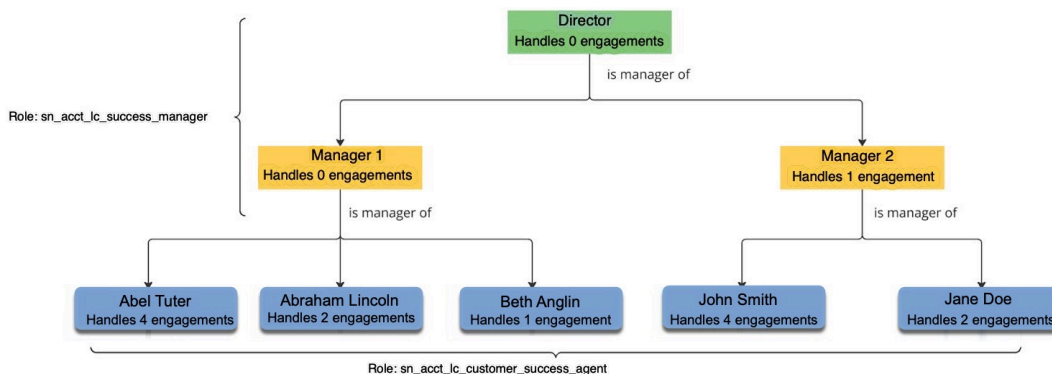 Director
Handles 0 engagements
is manager of
Role: sn_acct_lc_success_manager
Manager 1
Handles 0 engagements
Manager 2
Handles 1 engagement
is manager of
is manager of
Abel Tuter
Handles 4 engagements
Abraham Lincoln
Handles 2 engagements
Beth Anglin
Handles 1 engagement
John Smith
Handles 4 engagements
Jane Doe
Handles 2 engagements
Role: sn_acct_lc_customer_success_agent